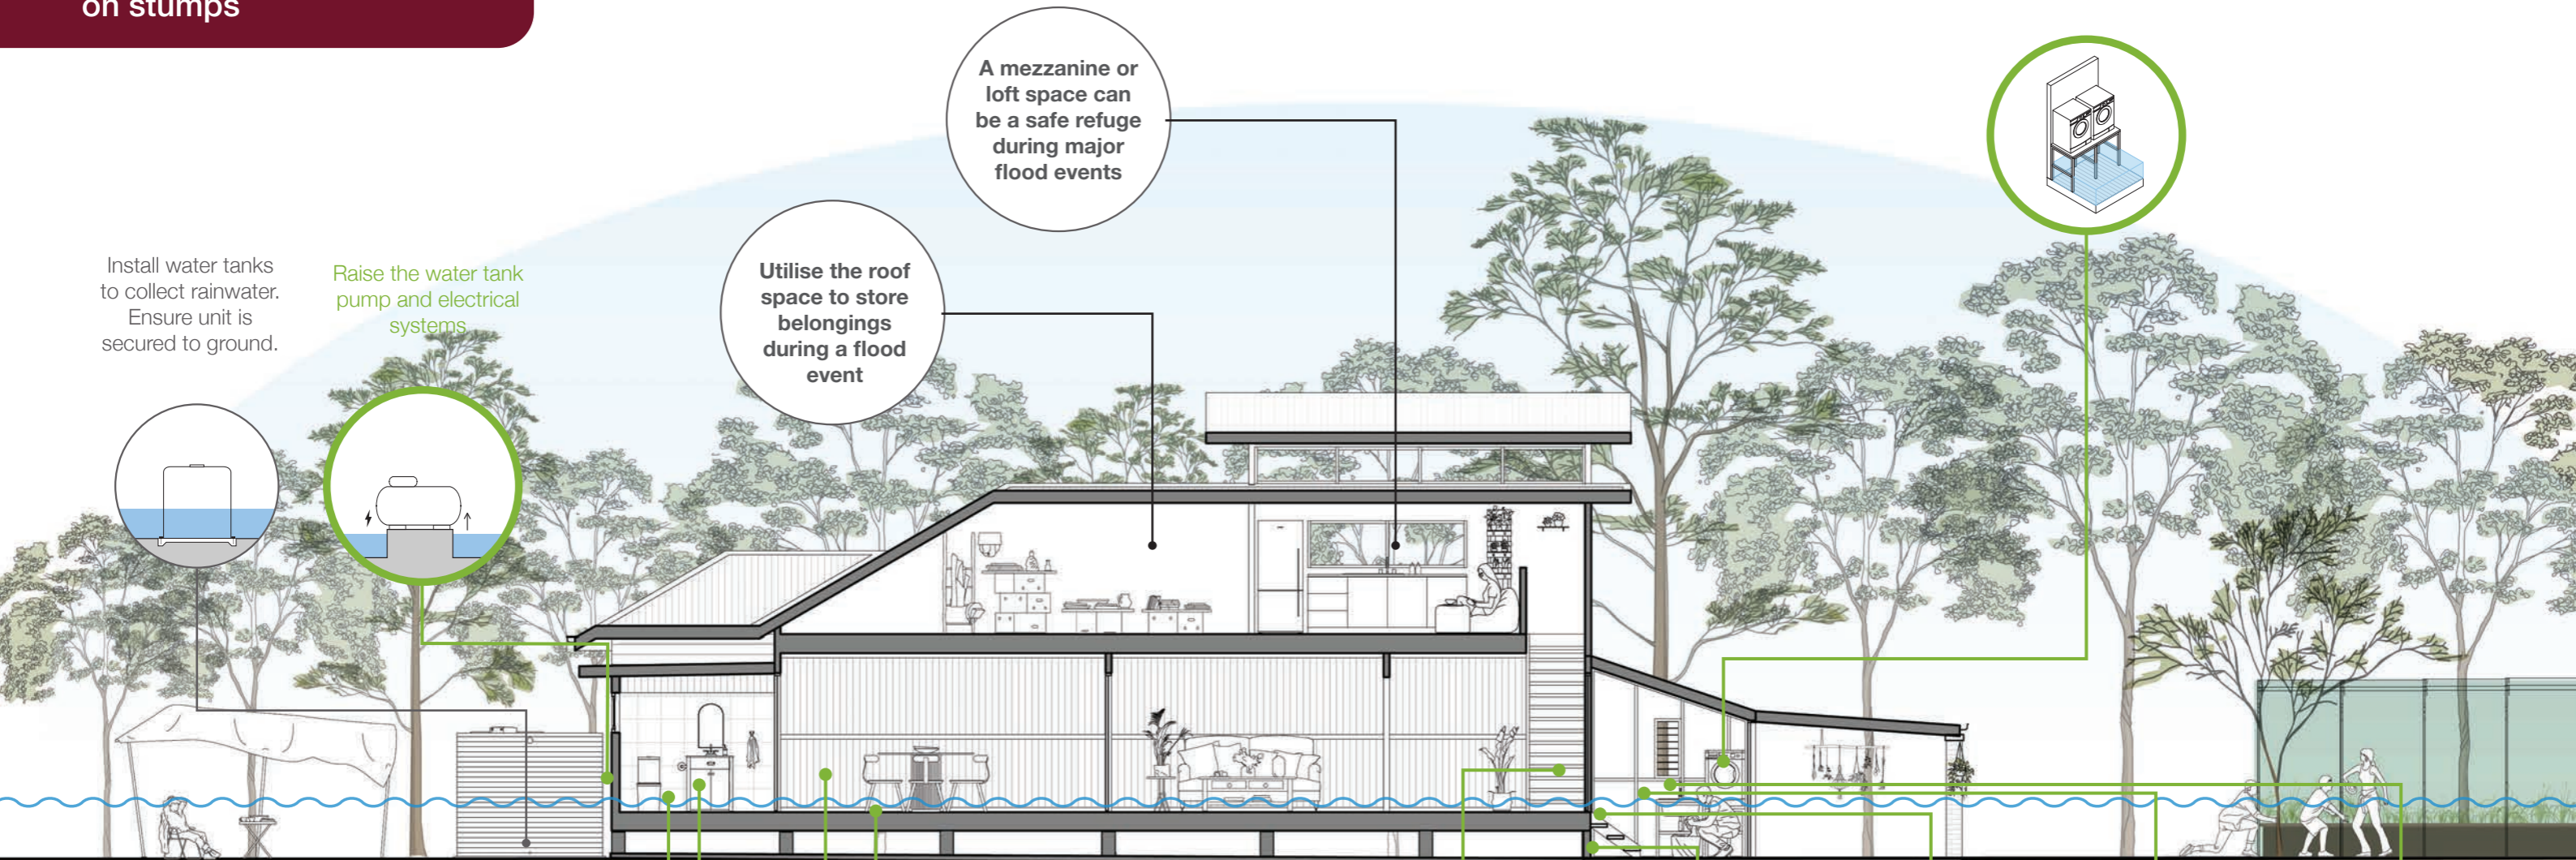 on stumps
A mezzanine or
loft space can
be a safe refuge
during major
flood events
Utilise the roof
space to store
belongings
during a flood
event
Install water tanks
to collect rainwater.
Ensure unit is
secured to ground.
Raise the water tank
pump and electrical
systems